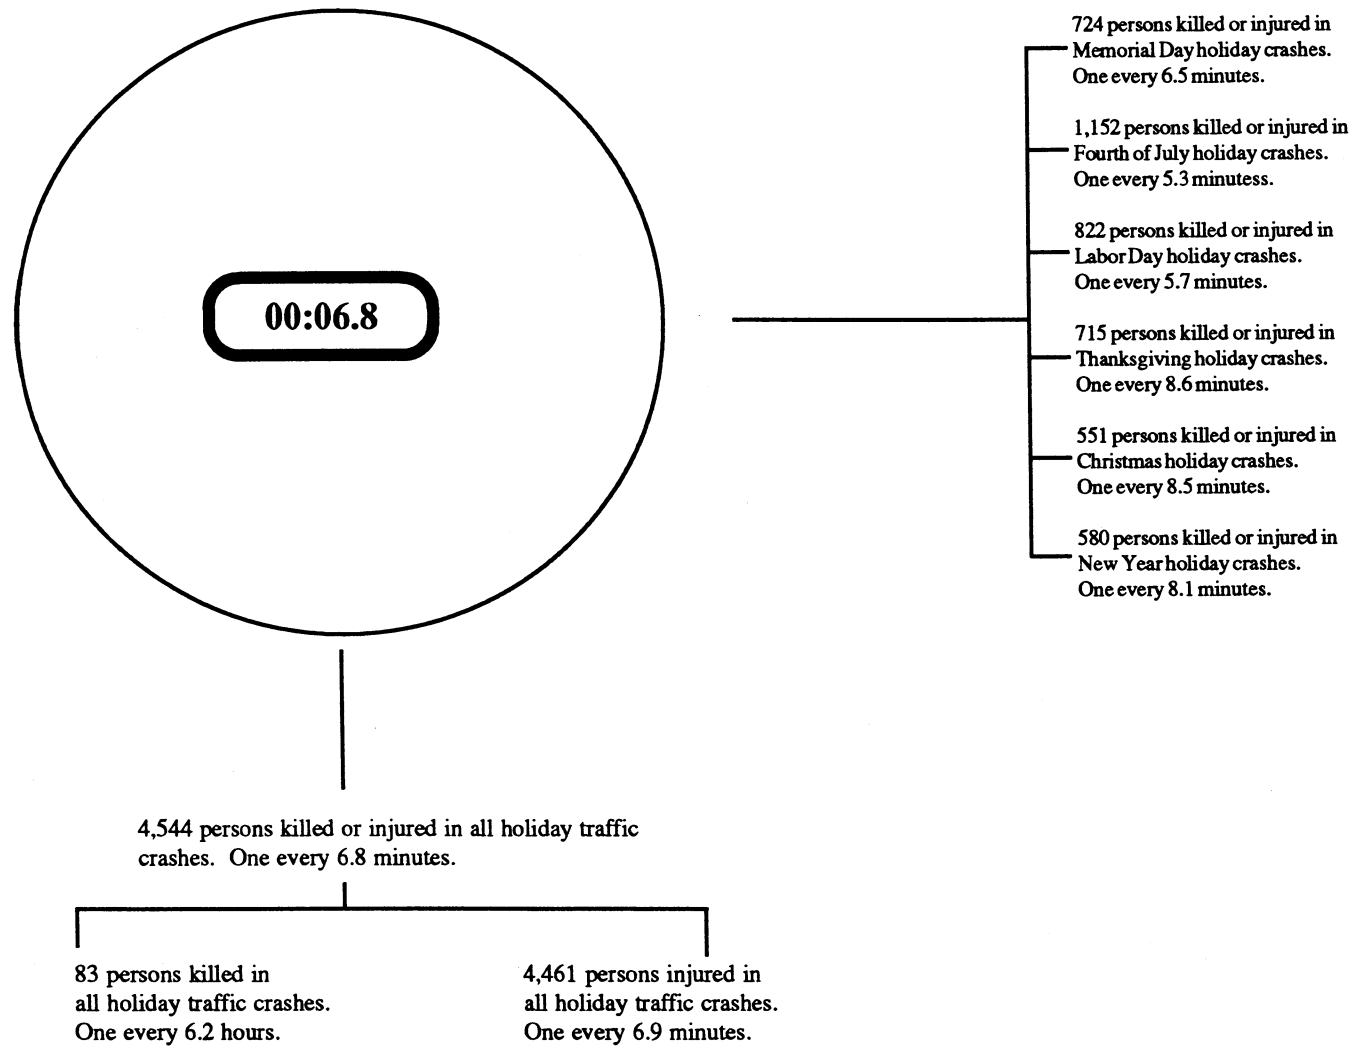 724 persons killed or injured in
Memorial Day holiday crashes.
One every 6.5 minutes.
1,152 persons killed or injured in
Fourth of July holiday crashes.
One every 5.3 minutess.
822 persons killed or injured in
Labor Day holiday crashes.
One every 5.7 minutes.
00:06.8
715 persons killed or injured in
Thanksgiving holiday crashes.
One every 8.6 minutes.
551 persons killed or injured in
Christmas holiday crashes.
One every 8.5 minutes.
580 persons killed or injured in
New Year holiday crashes.
One every 8.1 minutes.
4,544 persons killed or injured in all holiday traffic
crashes. One every 6.8 minutes.
83 persons killed in
all holiday traffic crashes.
One every 6.2 hours.
4,461 persons injured in
all holiday traffic crashes.
One every 6.9 minutes.